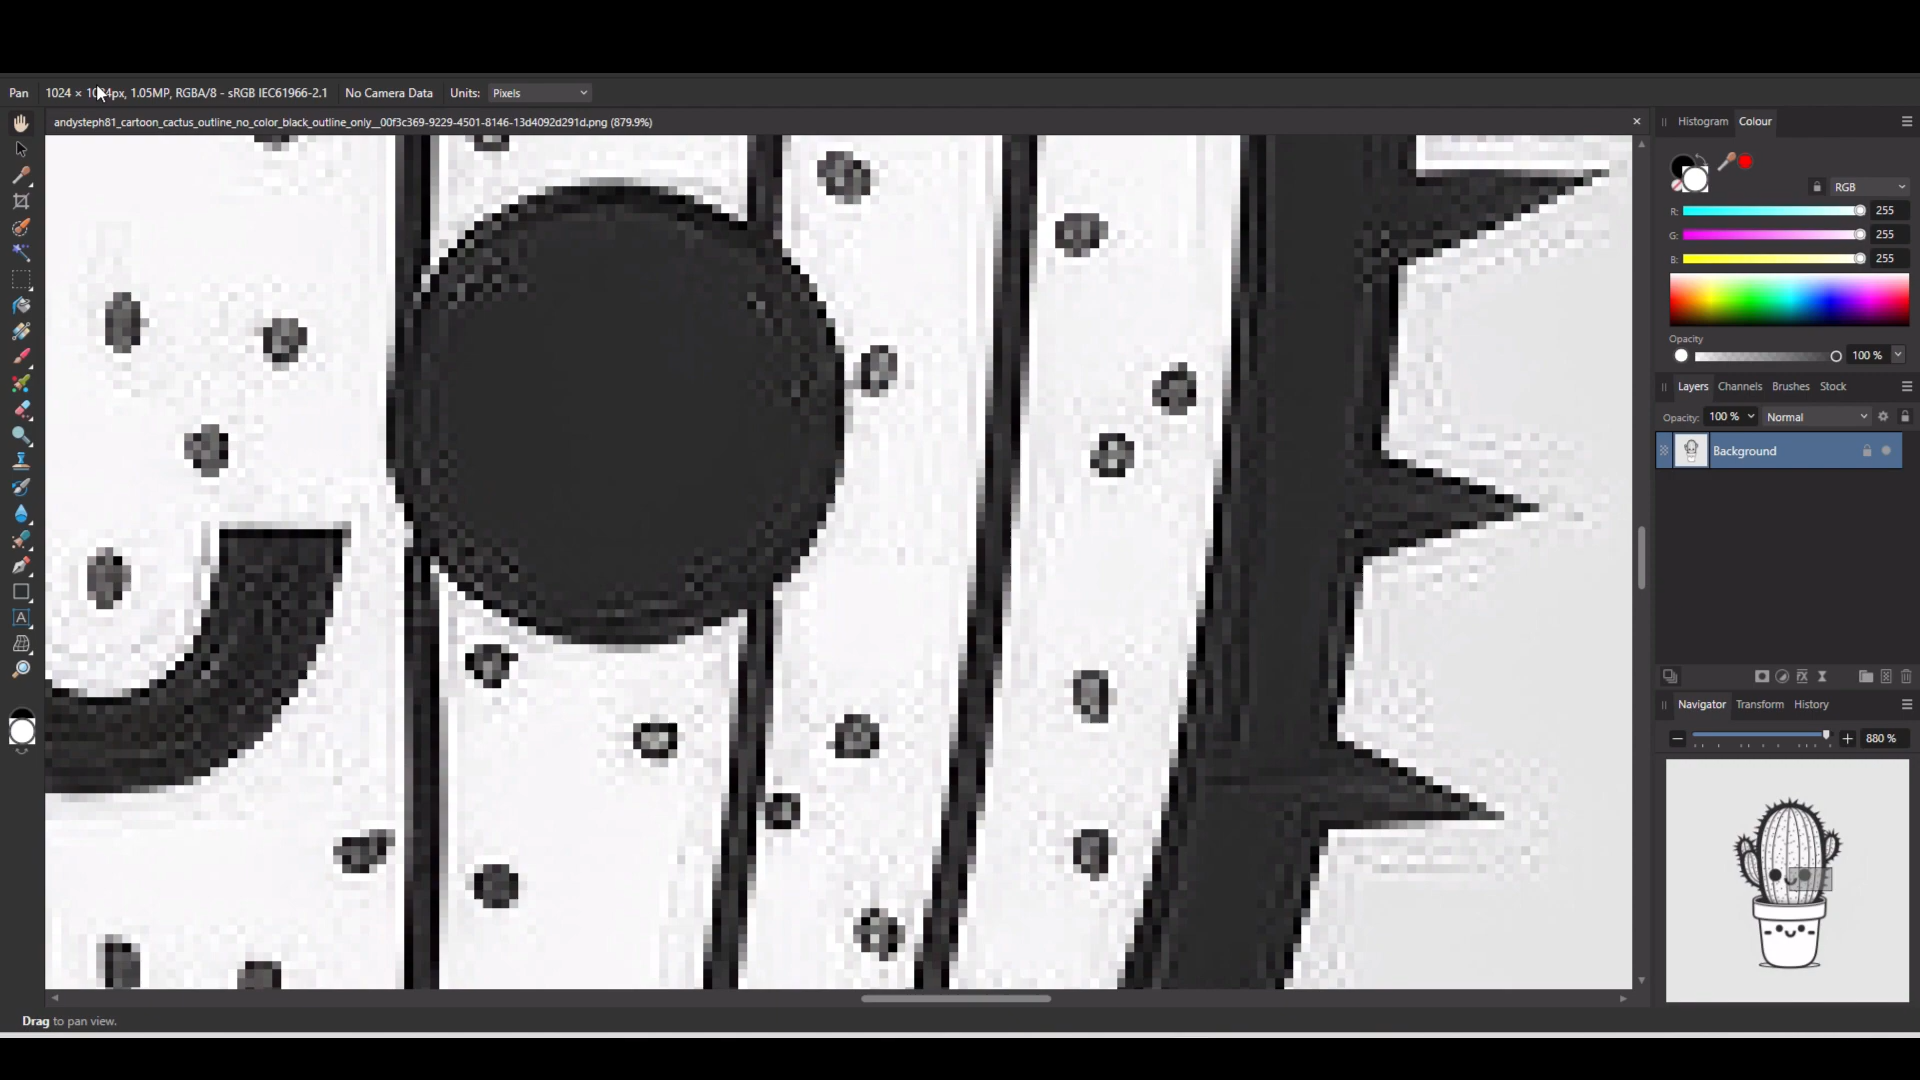 Pan 1024 × 1024px, 1.05MP, RGBA/8 - sRGB IEC61966-2.1 No Camera Data Units: Pixels
andysteph81_cartoon_cactus_outline_no_color_black_outline_only__00f3c369-9229-4501-8146-13d4092d291d.png (879.9%)
Histogram Colour
RGB
R: 255
G: 255
B: 255
Opacity
100 %
Layers Channels Brushes Stock
Opacity: 100 % Normal
Background
Navigator Transform History
880 %
Drag to pan view.